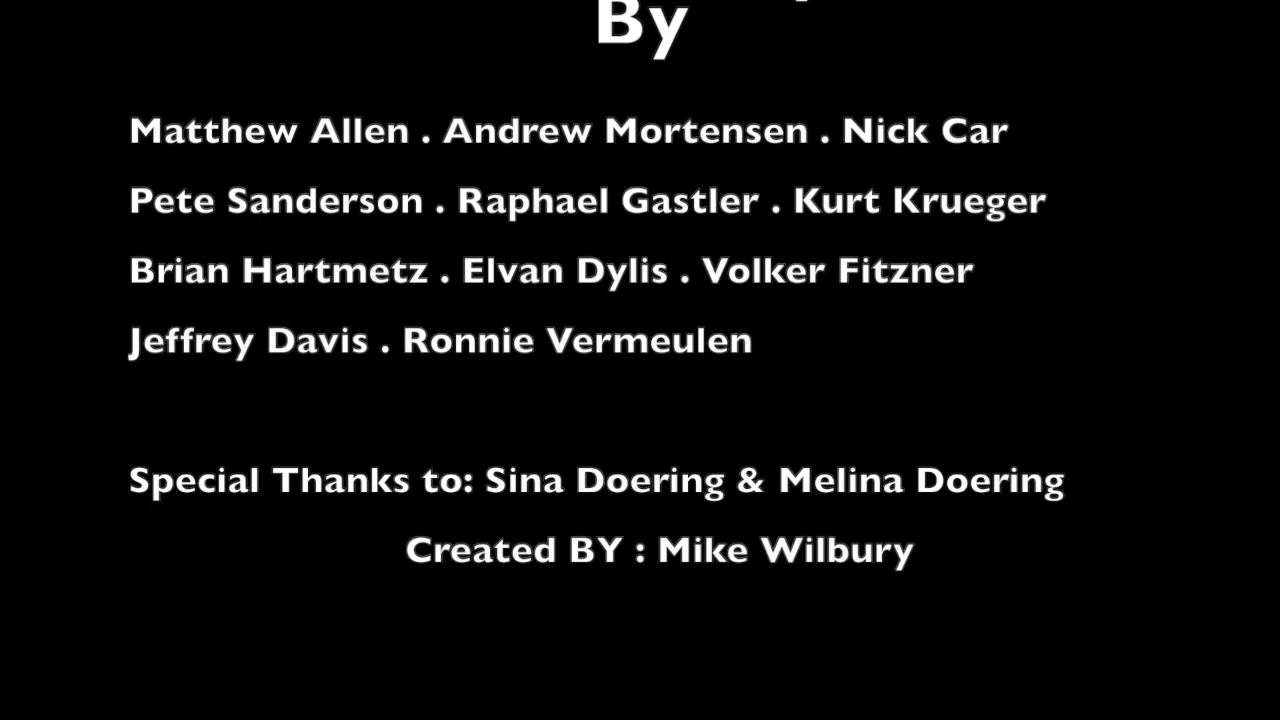 By
Matthew Allen . Andrew Mortensen . Nick Car
Pete Sanderson . Raphael Gastler . Kurt Krueger
Brian Hartmetz . Elvan Dylis . Volker Fitzner
Jeffrey Davis . Ronnie Vermeulen
Special Thanks to: Sina Doering & Melina Doering
Created BY : Mike Wilbury